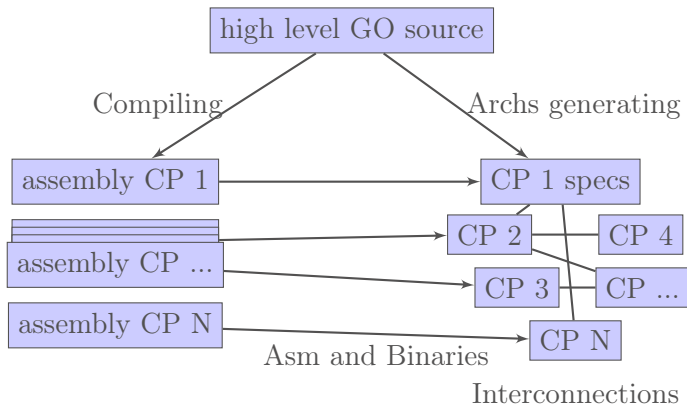 high level GO source
Compiling
Archs generating
assembly CP 1
CP 1 specs
CP 2
CP 4
assembly CP ...
CP 3
CP ...
assembly CP N
CP N
Asm and Binaries
Interconnections